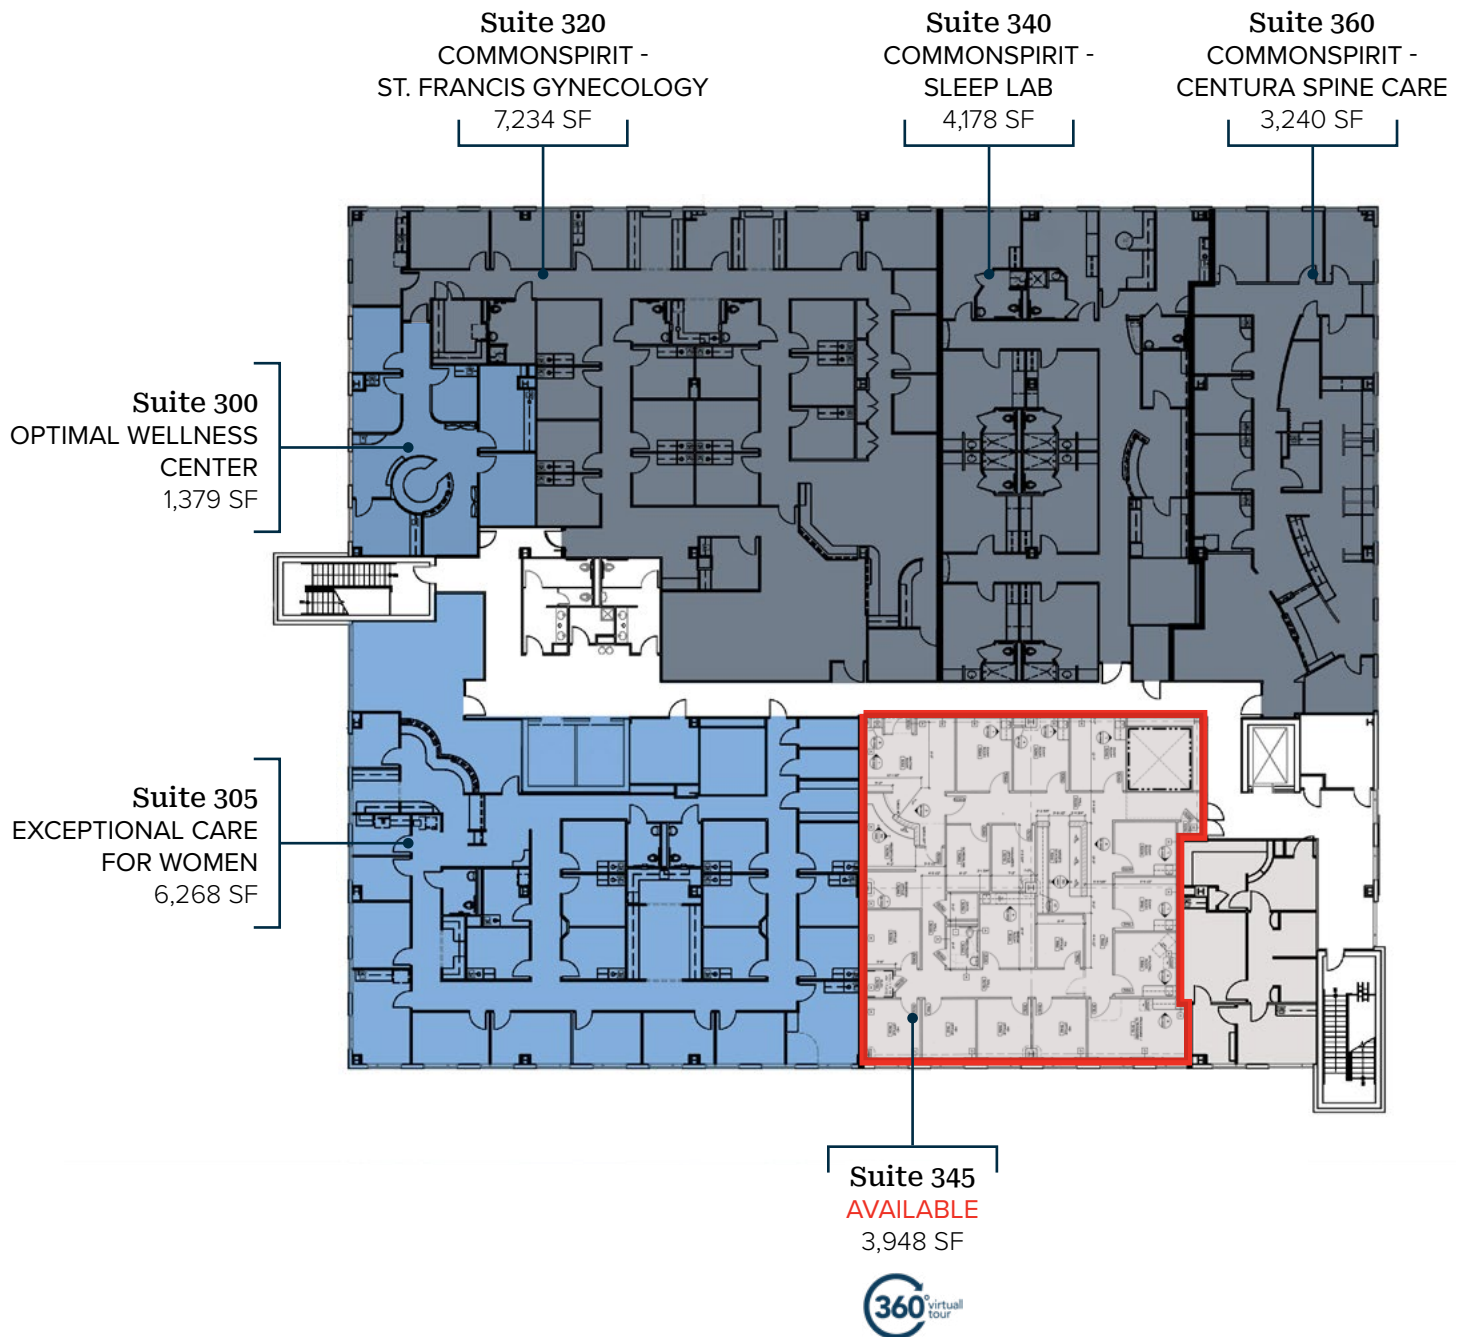 Suite 320
COMMONSPIRIT -
ST. FRANCIS GYNECOLOGY
7,234 SF
Suite 340
COMMONSPIRIT -
SLEEP LAB
4,178 SF
Suite 360
COMMONSPIRIT -
CENTURA SPINE CARE
3,240 SF
Suite 300
OPTIMAL WELLNESS
CENTER
1,379 SF
Suite 305
EXCEPTIONAL CARE
FOR WOMEN
6,268 SF
Suite 345
AVAILABLE
3,948 SF
360°
virtuall
tour